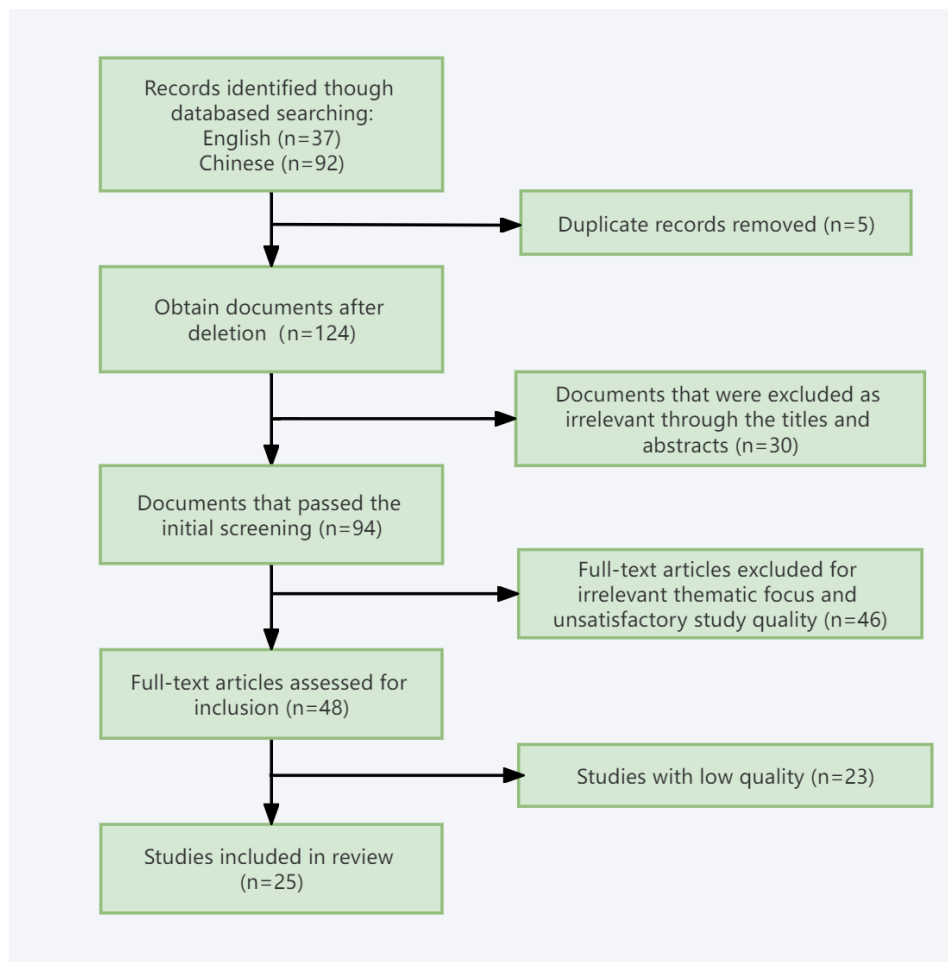 Records identified though
databased searching:
English (n=37)
Chinese (n=92)
Duplicate records removed (n=5)
Obtain documents after
deletion (n=124)
Documents that were excluded as
irrelevant through the titles and
abstracts (n=30)
Documents that passed the
initial screening (n=94)
Full-text articles excluded for
irrelevant thematic focus and
unsatisfactory study quality (n=46)
Full-text articles assessed for
inclusion (n=48)
Studies with low quality (n=23)
Studies included in review
(n=25)